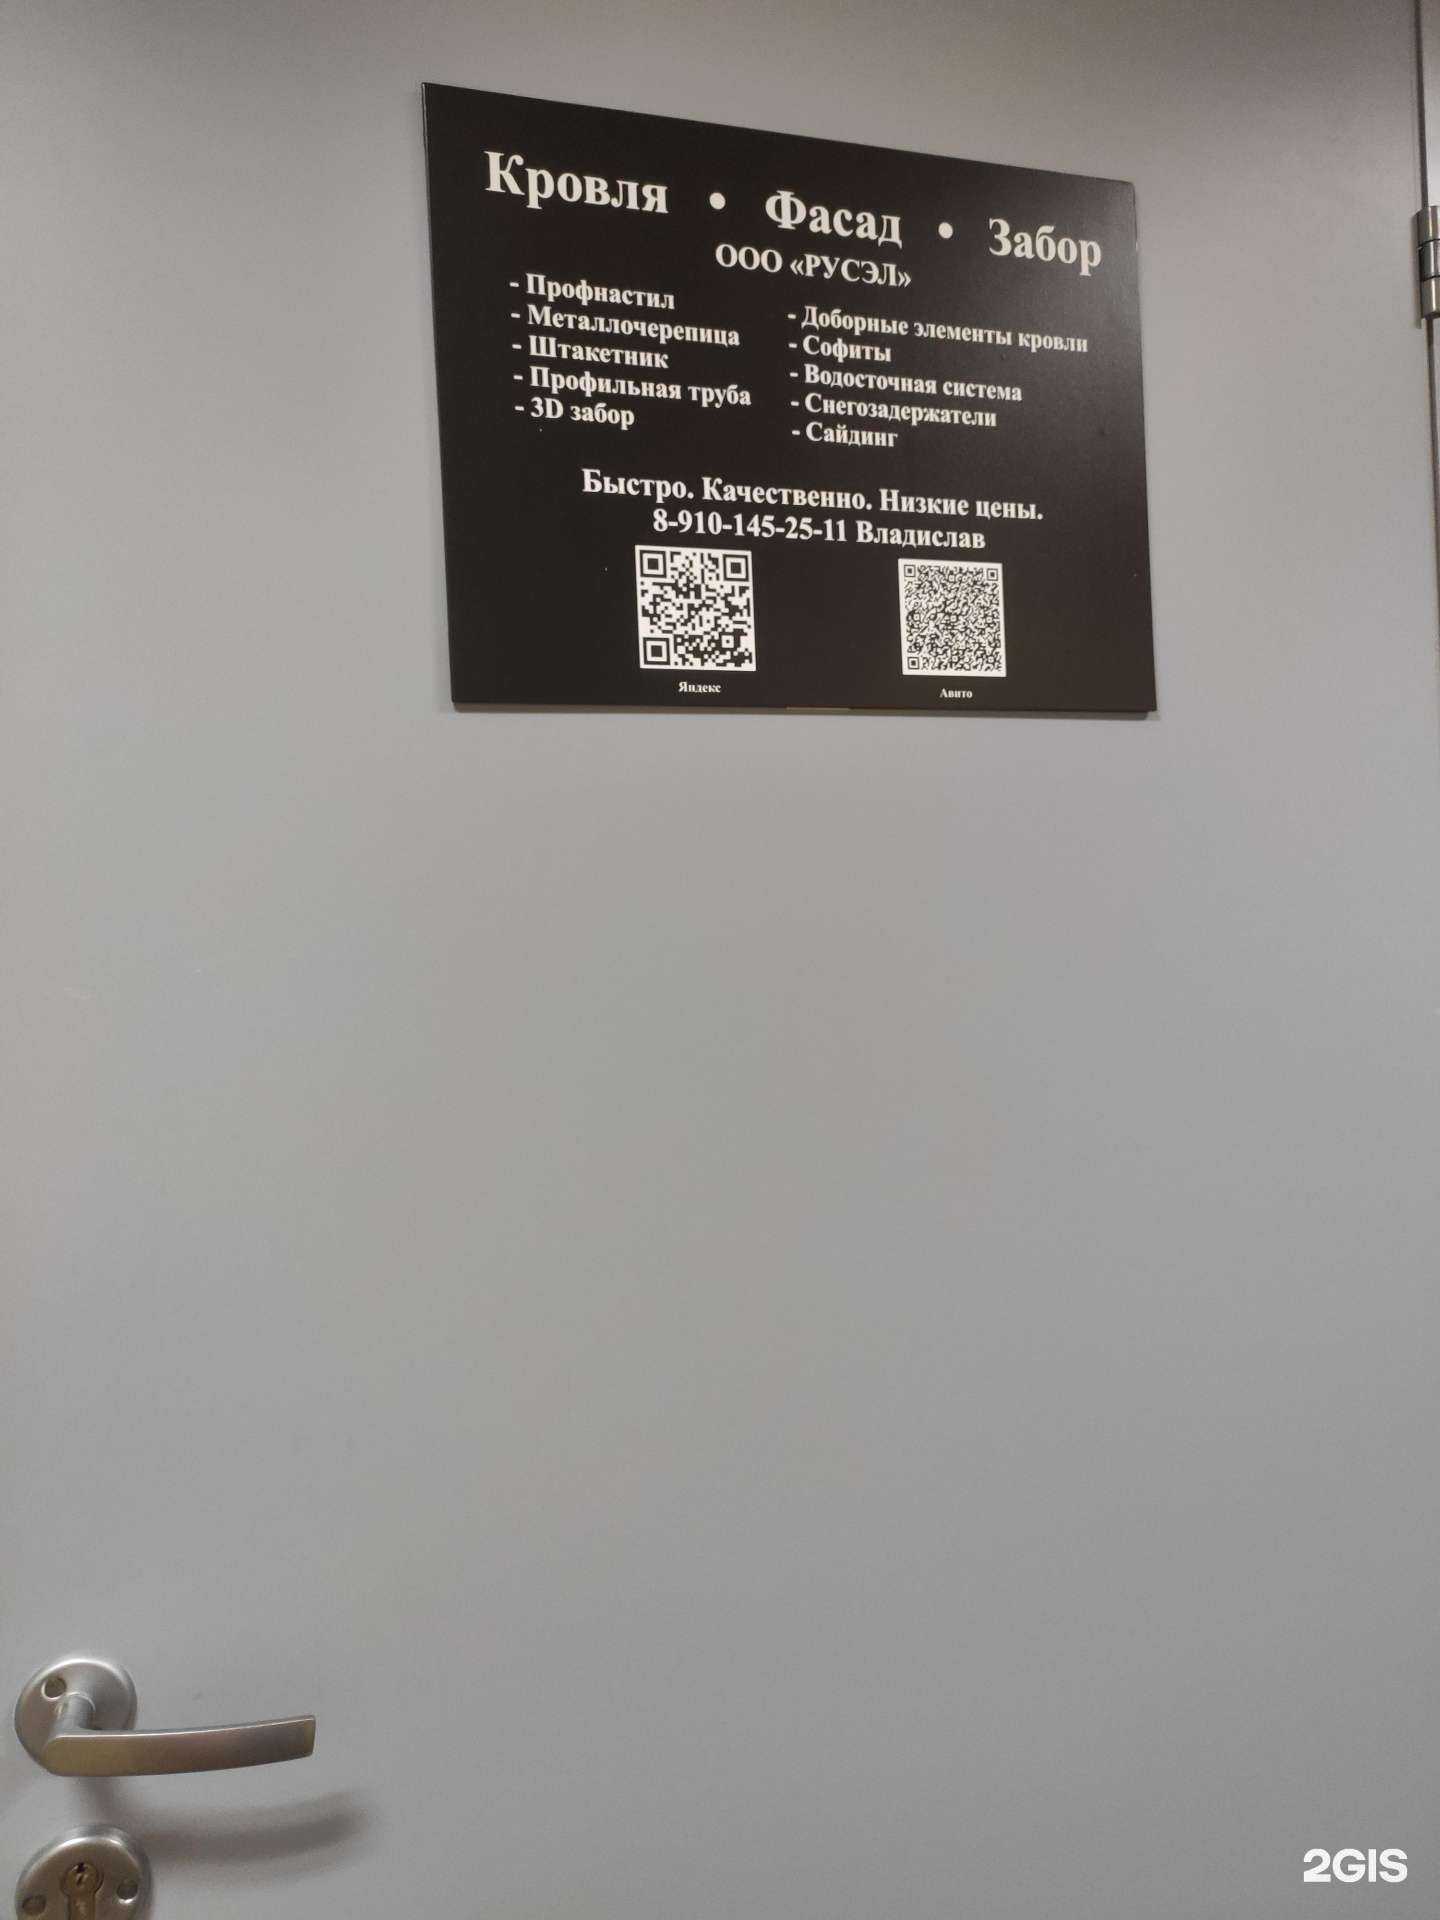 Кровля • Фасад • Забор
ООО «РУСЭЛ»
- Профнастил
- Металлочерепица
- Штакетник
- Профильная труба
- 3D забор
- Доборные элементы кровли
- Софиты
- Водосточная система
- Снегозадержатели
- Сайдинг
Быстро. Качественно. Низкие цены.
8-910-145-25-11 Владислав
Яндекс
Авито
2GIS